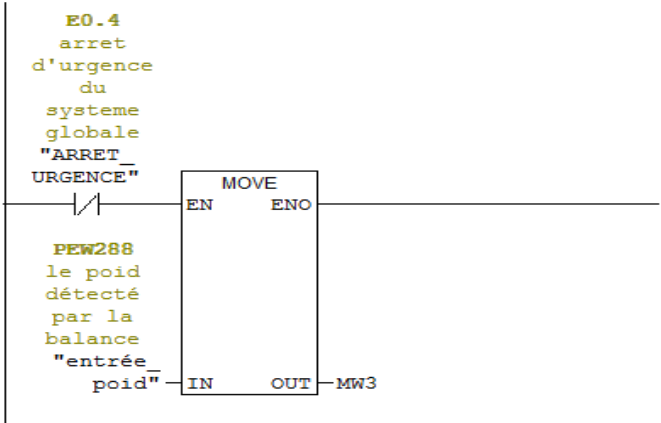 E0.4
arret
d'urgence
du
systeme
globale
"ARRET_
URGENCE"
MOVE
EN ENO
PEW288
le poid
détecté
par la
balance
"entrée_
poid" IN OUT MW3